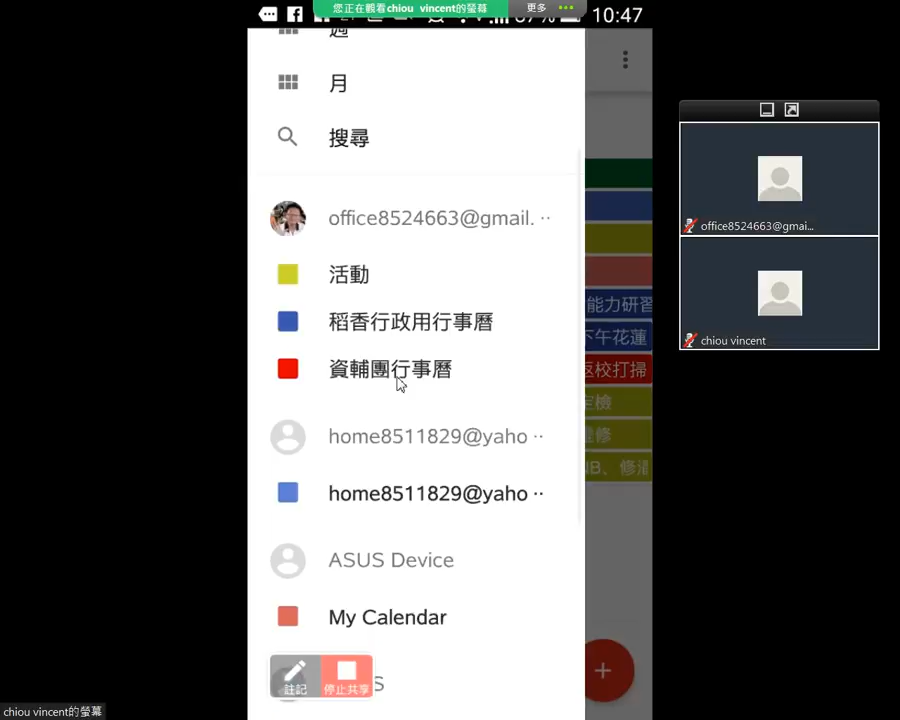 您正在觀看chiou vincent的螢幕
更多
10:47
週
月
搜尋
office8524663@gmail. ··
活動
稻香行政用行事曆
資輔團行事曆
home8511829@yaho ··
home8511829@yaho ··
ASUS Device
My Calendar
S
註記
停止共享
能力研習
下午花蓮
返校打掃
定檢
office8524663@gmai...
chiou vincent
chiou vincent的螢幕